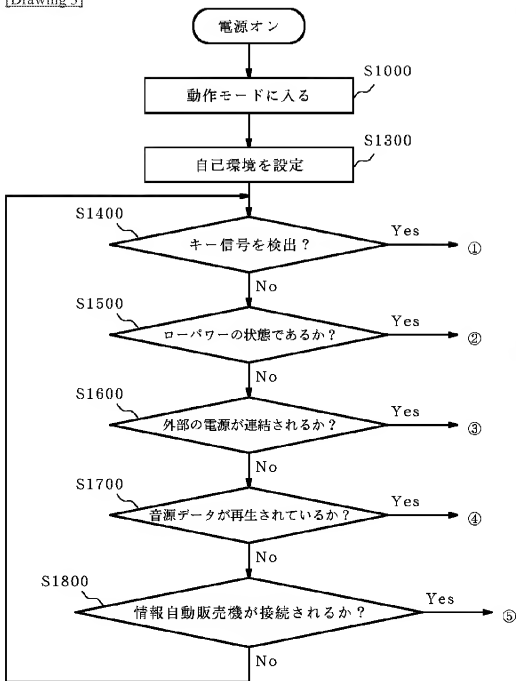 [Drawing 5]
電源オン
S1000
動作モードに入る
S1300
自己環境を設定
S1400
キー信号を検出？
Yes
①
No
S1500
ローパワーの状態であるか？
Yes
②
No
S1600
外部の電源が連結されるか？
Yes
③
No
S1700
音源データが再生されているか？
Yes
④
No
S1800
情報自動販売機が接続されるか？
Yes
⑤
No